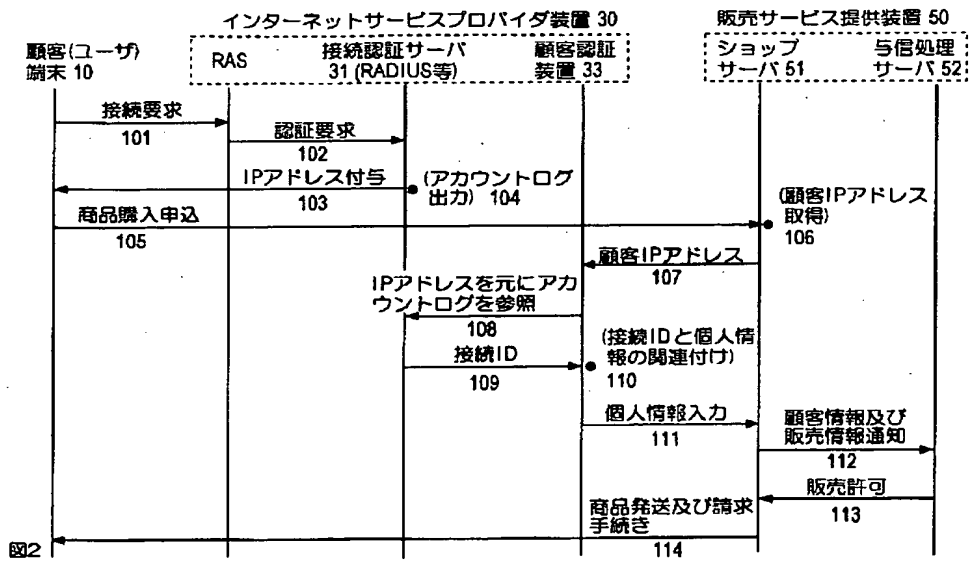 インターネットサービスプロバイダ装置 30
販売サービス提供装置 50
顧客(ユーザ)
端末 10
RAS
接続認証サーバ
31 (RADIUS等)
顧客認証
装置 33
ショップ
サーバ 51
与信処理
サーバ 52
接続要求
101
認証要求
102
IPアドレス付与
103
(アカウントログ
出力) 104
商品購入申込
105
(顧客IPアドレス
取得)
106
顧客IPアドレス
107
IPアドレスを元にアカ
ウントログを参照
108
接続ID
109
(接続IDと個人情
報の関連付け)
110
個人情報入力
111
顧客情報及び
販売情報通知
112
販売許可
113
商品発送及び請求
手続き
114
図2